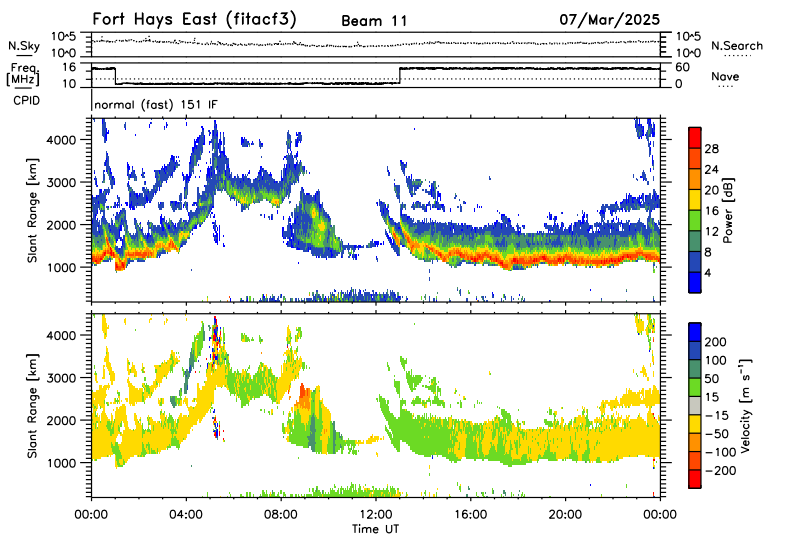 Fort Hays East (fitacf3) Beam 11 07/Mar/2025
N.Sky 10^5 10^0 10^5 10^0 N.Search
Freq. [MHz] 16 10 60 0 Nave
CPID normal (fast) 151 IF
Slant Range [km] 4000 3000 2000 1000
Power [dB] 28 24 20 16 12 8 4
Slant Range [km] 4000 3000 2000 1000
Velocity [m s⁻¹] 200 100 50 15 −15 −50 −100 −200
00:00 04:00 08:00 12:00 16:00 20:00 00:00
Time UT